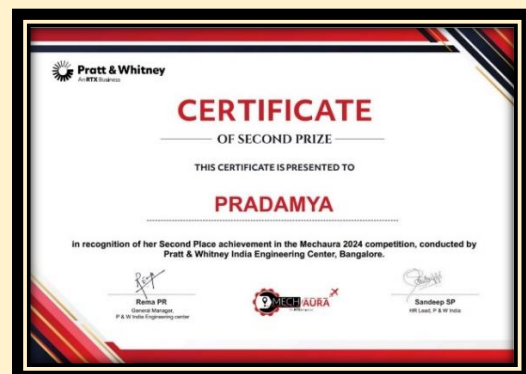 Pratt & Whitney
An RTX Business
CERTIFICATE
OF SECOND PRIZE
THIS CERTIFICATE IS PRESENTED TO
PRADAMYA
in recognition of her Second Place achievement in the Mechaura 2024 competition, conducted by
Pratt & Whitney India Engineering Center, Bangalore.
Rema PR
General Manager,
P & W India Engineering center
MECH AURA
Sandeep SP
HR Lead, P & W India